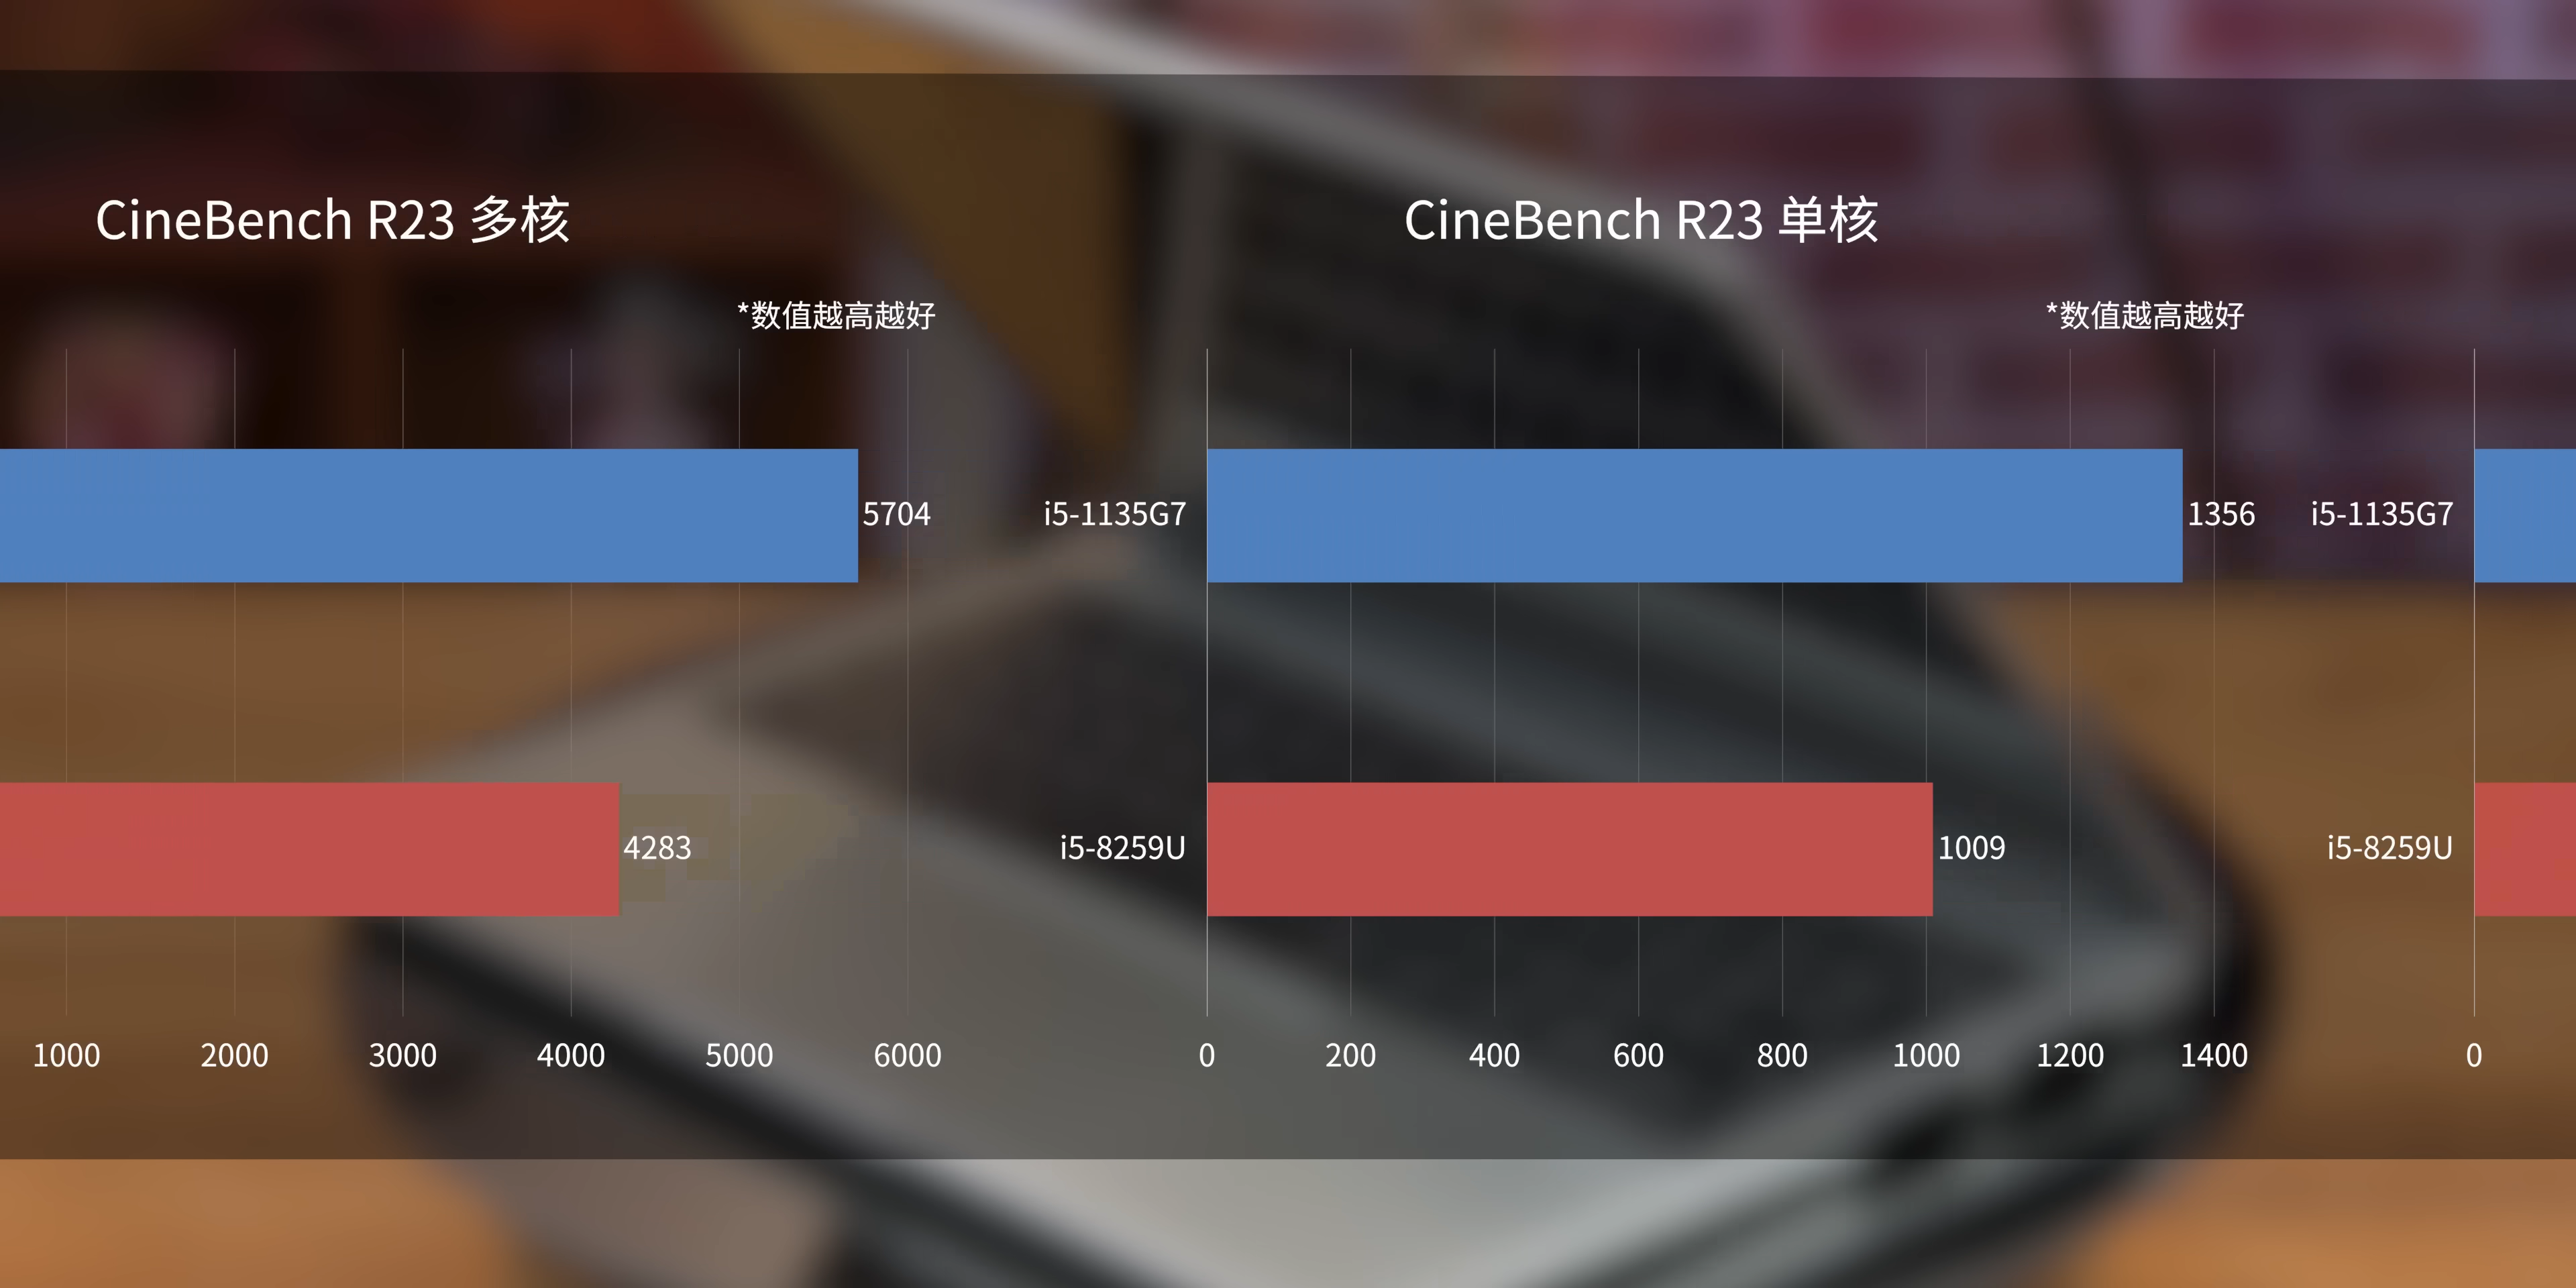 CineBench R23 多核
*数值越高越好
5704
4283
1000 2000 3000 4000 5000 6000
CineBench R23 单核
*数值越高越好
i5-1135G7 1356
i5-8259U 1009
0 200 400 600 800 1000 1200 1400
i5-1135G7
i5-8259U
0